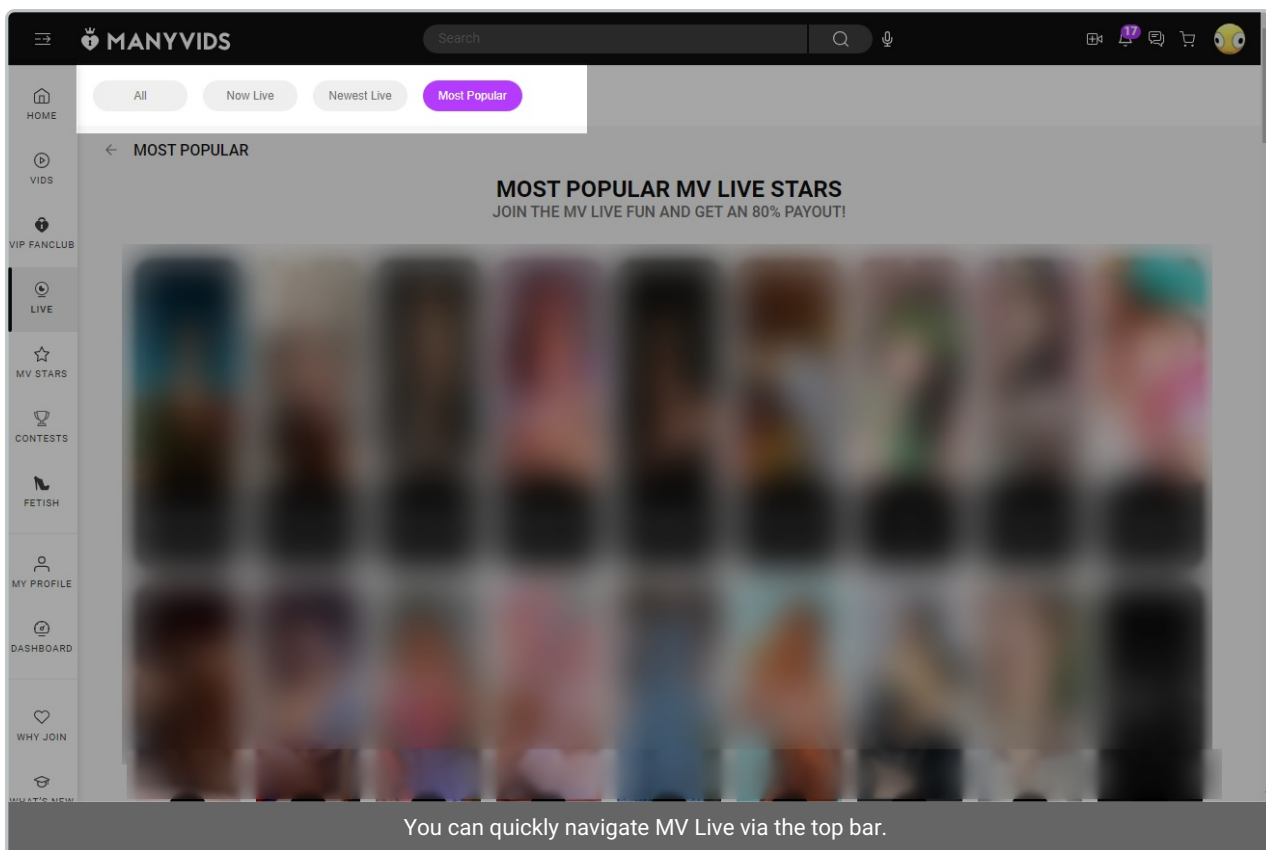 MANYVIDS
Search
17
All
Now Live
Newest Live
Most Popular
HOME
VIDS
VIP FANCLUB
LIVE
MV STARS
CONTESTS
FETISH
MY PROFILE
DASHBOARD
WHY JOIN
WHAT'S NEW
MOST POPULAR
MOST POPULAR MV LIVE STARS
JOIN THE MV LIVE FUN AND GET AN 80% PAYOUT!
You can quickly navigate MV Live via the top bar.